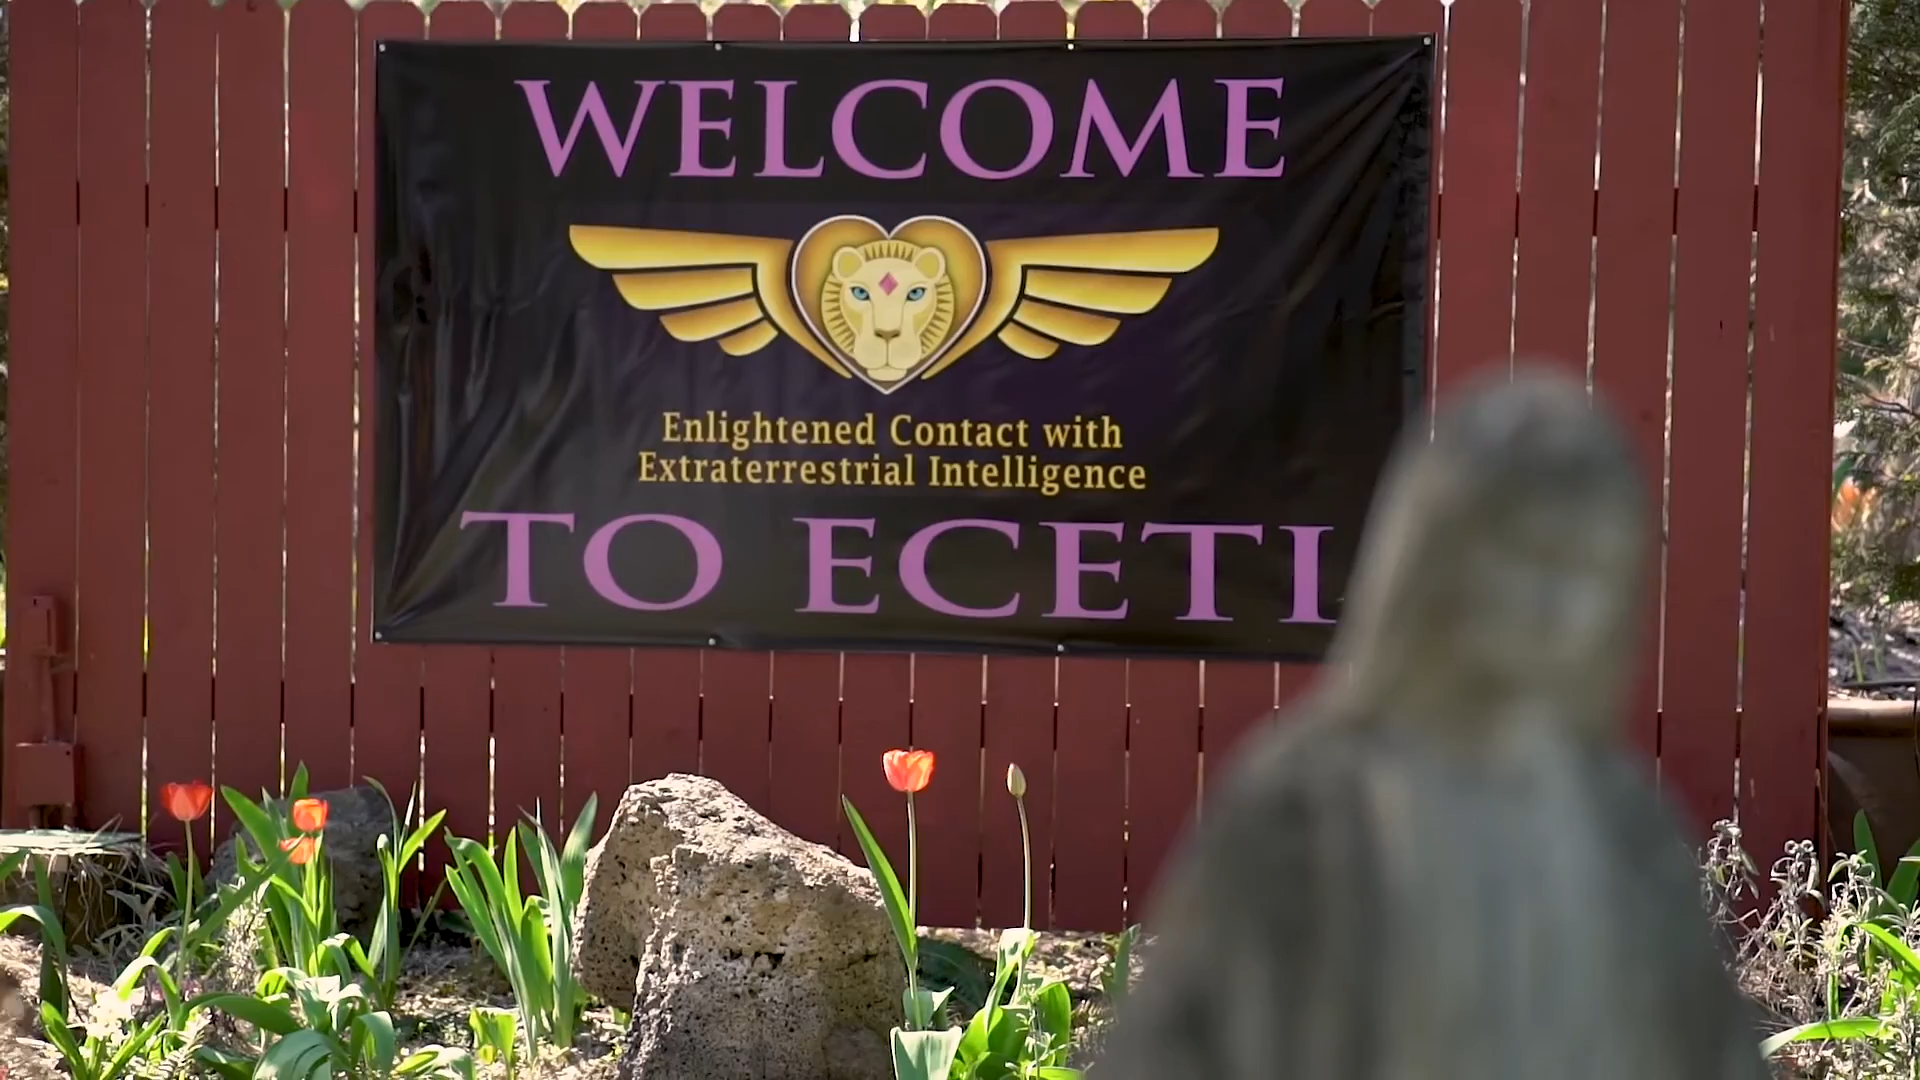 WELCOME
Enlightened Contact with
Extraterrestrial Intelligence
TO ECETI